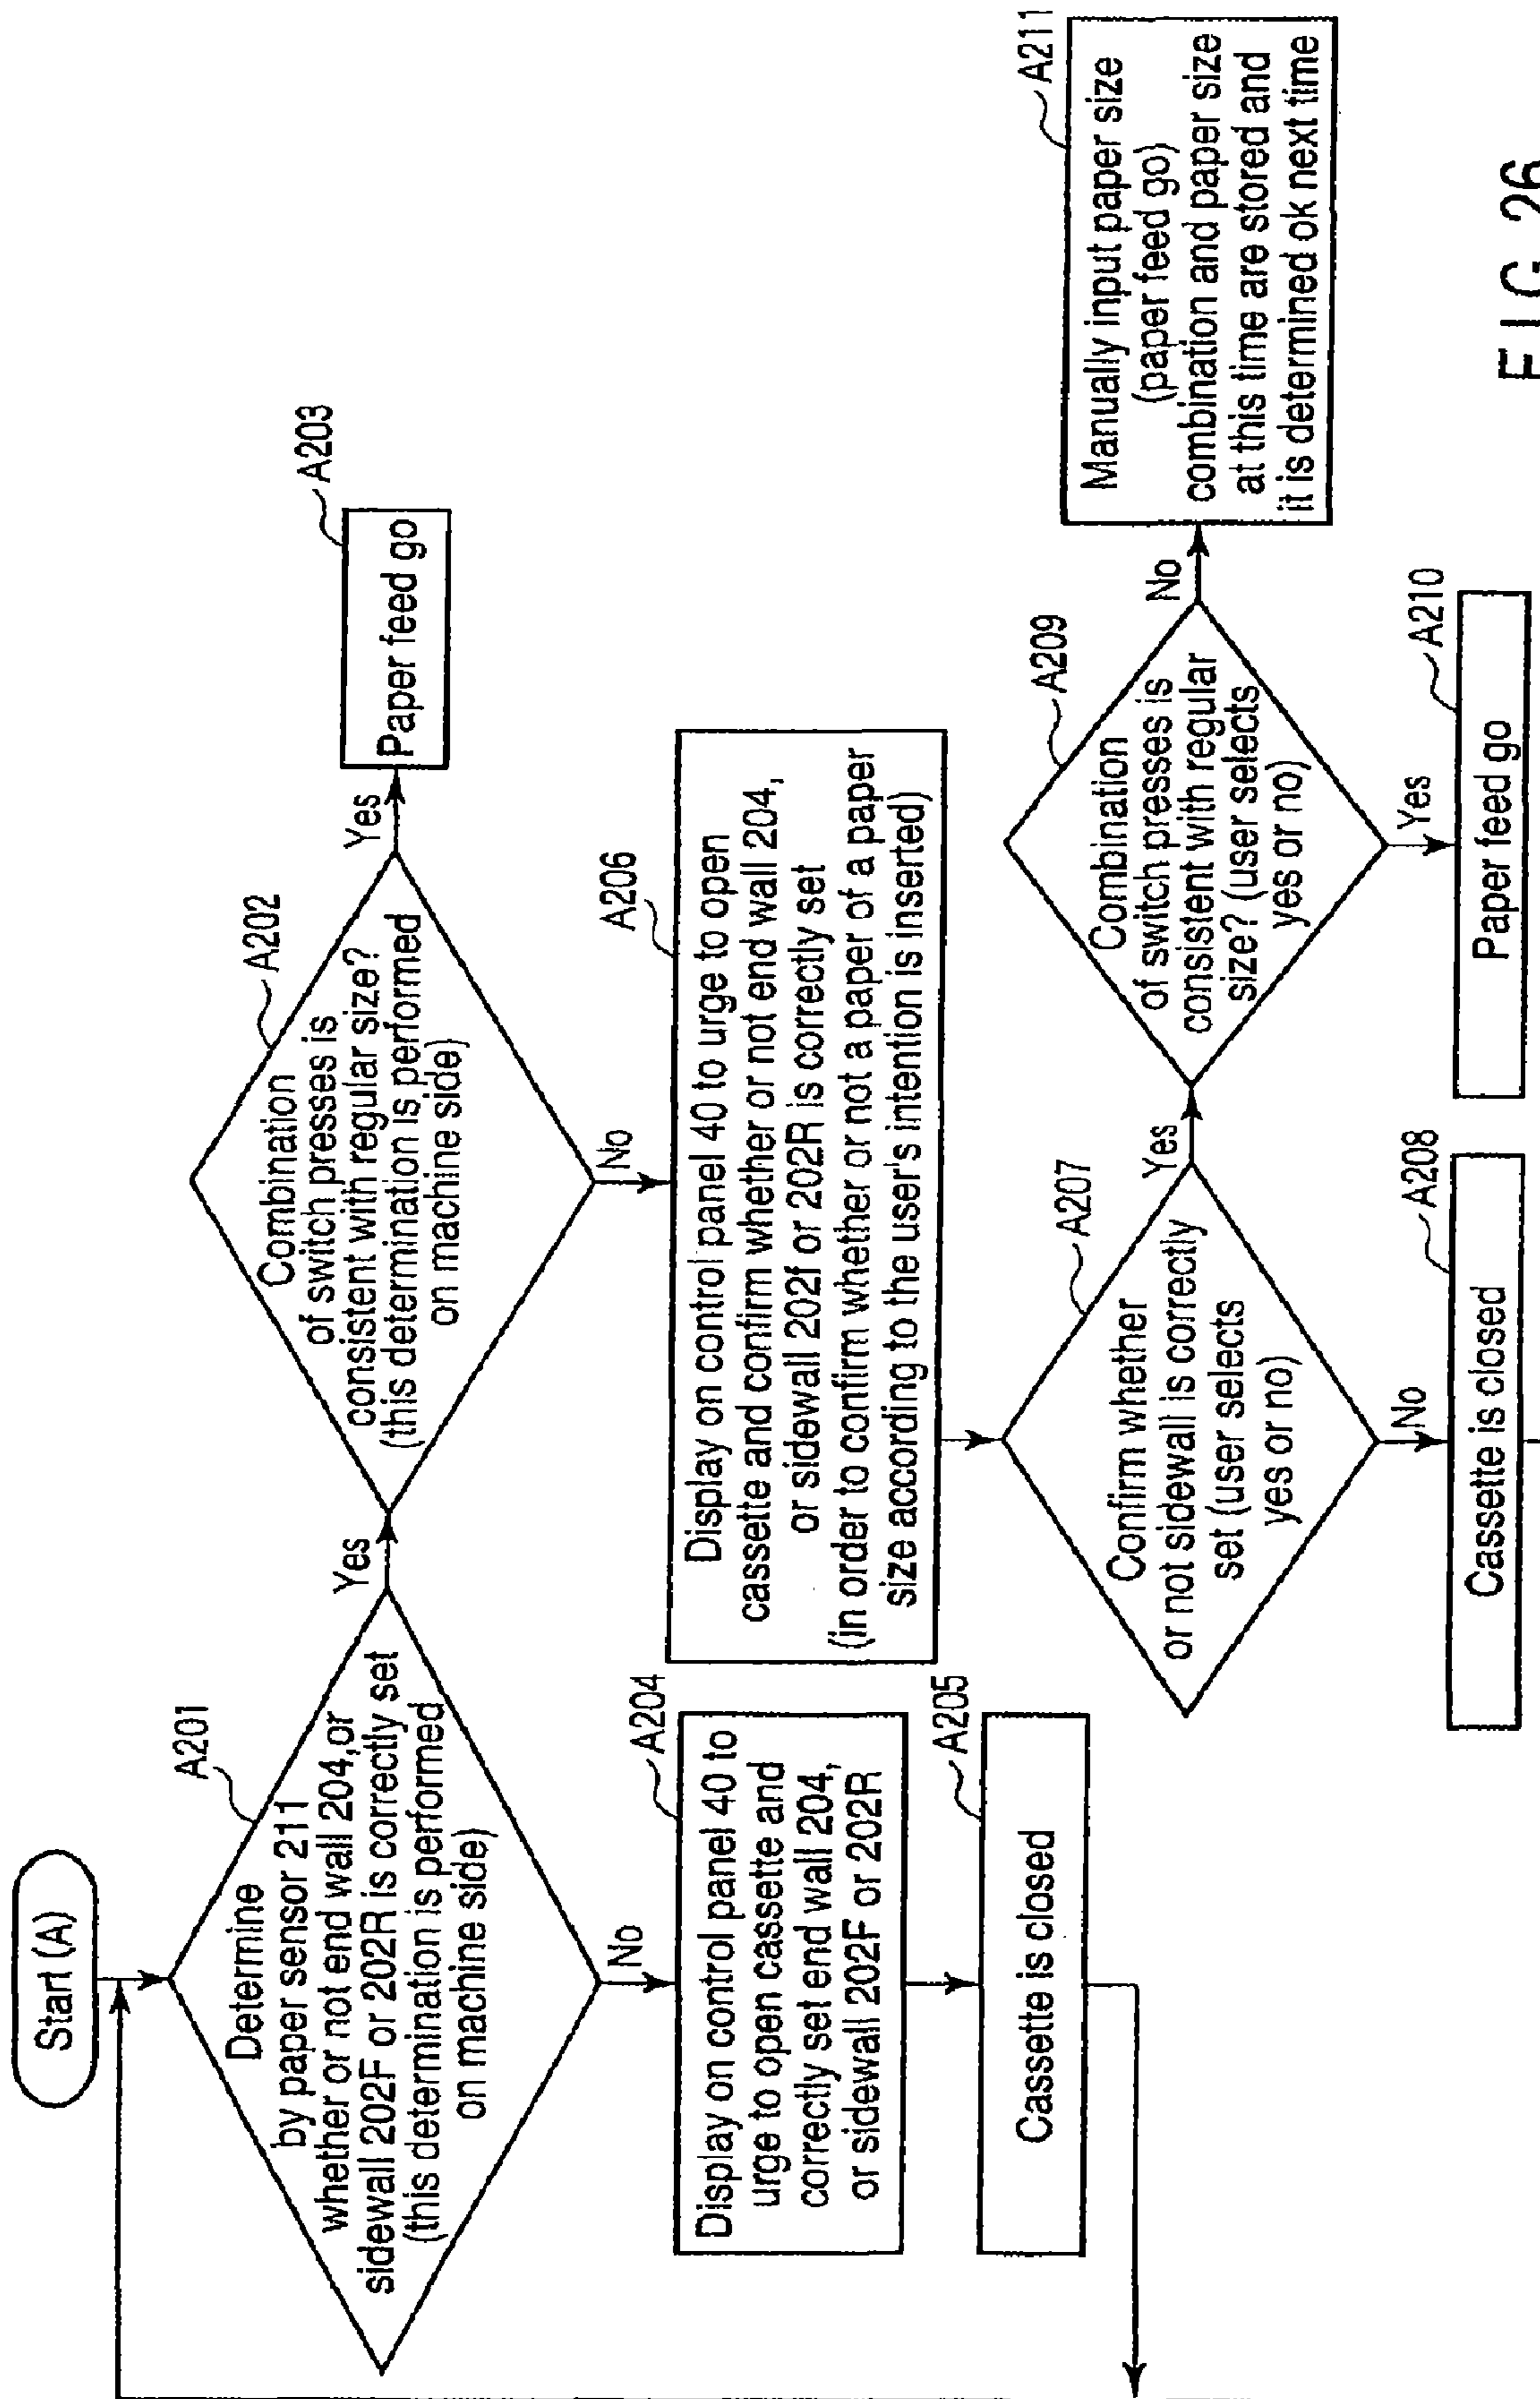 Start (A)
A201
Determine
by paper sensor 211
whether or not end wall 204,or
sidewall 202F or 202R is correctly set
(this determination is performed
on machine side)
Yes
No
A202
Combination
of switch presses is
consistent with regular size?
(this determination is performed
on machine side)
Yes
No
A203
Paper feed go
A204
Display on control panel 40 to
urge to open cassette and
correctly set end wall 204,
or sidewall 202F or 202R
A205
Cassette is closed
A206
Display on control panel 40 to urge to open
cassette and confirm whether or not end wall 204,
or sidewall 202f or 202R is correctly set
(in order to confirm whether or not a paper of a paper
size according to the user's intention is inserted)
A207
Confirm whether
or not sidewall is correctly
set (user selects
yes or no)
Yes
No
A208
Cassette is closed
A209
Combination
of switch presses is
consistent with regular
size? (user selects
yes or no)
No
Yes
A210
Paper feed go
A211
Manually input paper size
(paper feed go)
combination and paper size
at this time are stored and
it is determined ok next time
FIG. 26